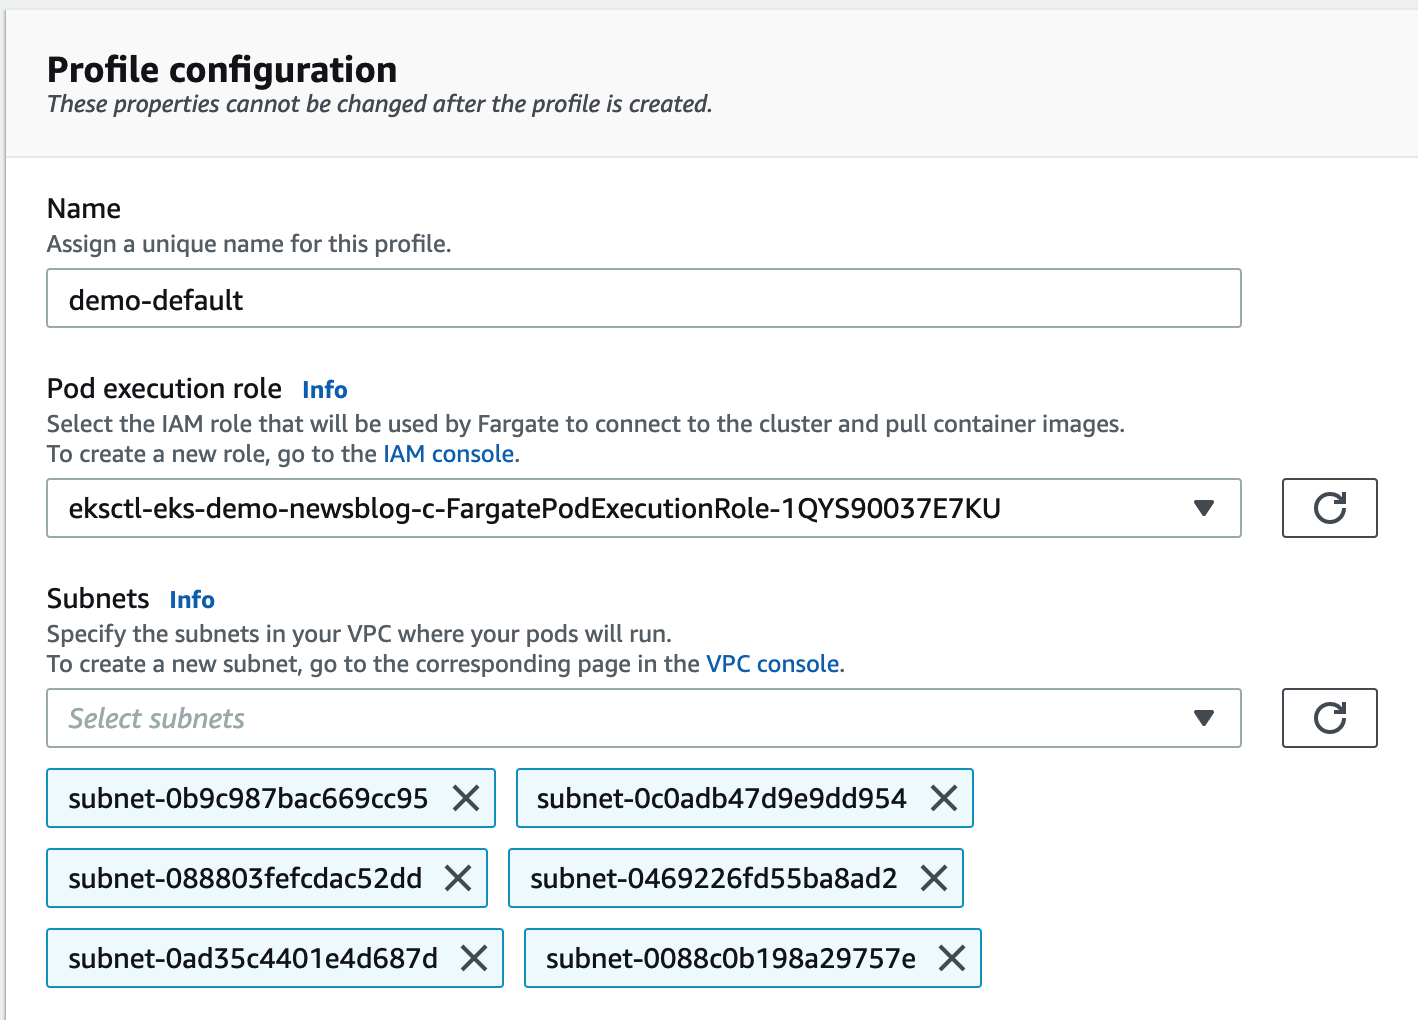 Profile configuration
These properties cannot be changed after the profile is created.
Name
Assign a unique name for this profile.
demo-default
Pod execution role Info
Select the IAM role that will be used by Fargate to connect to the cluster and pull container images.
To create a new role, go to the IAM console.
eksctl-eks-demo-newsblog-c-FargatePodExecutionRole-1QYS90037E7KU
Subnets Info
Specify the subnets in your VPC where your pods will run.
To create a new subnet, go to the corresponding page in the VPC console.
Select subnets
subnet-0b9c987bac669cc95 subnet-0c0adb47d9e9dd954
subnet-088803fefcdac52dd subnet-0469226fd55ba8ad2
subnet-0ad35c4401e4d687d subnet-0088c0b198a29757e